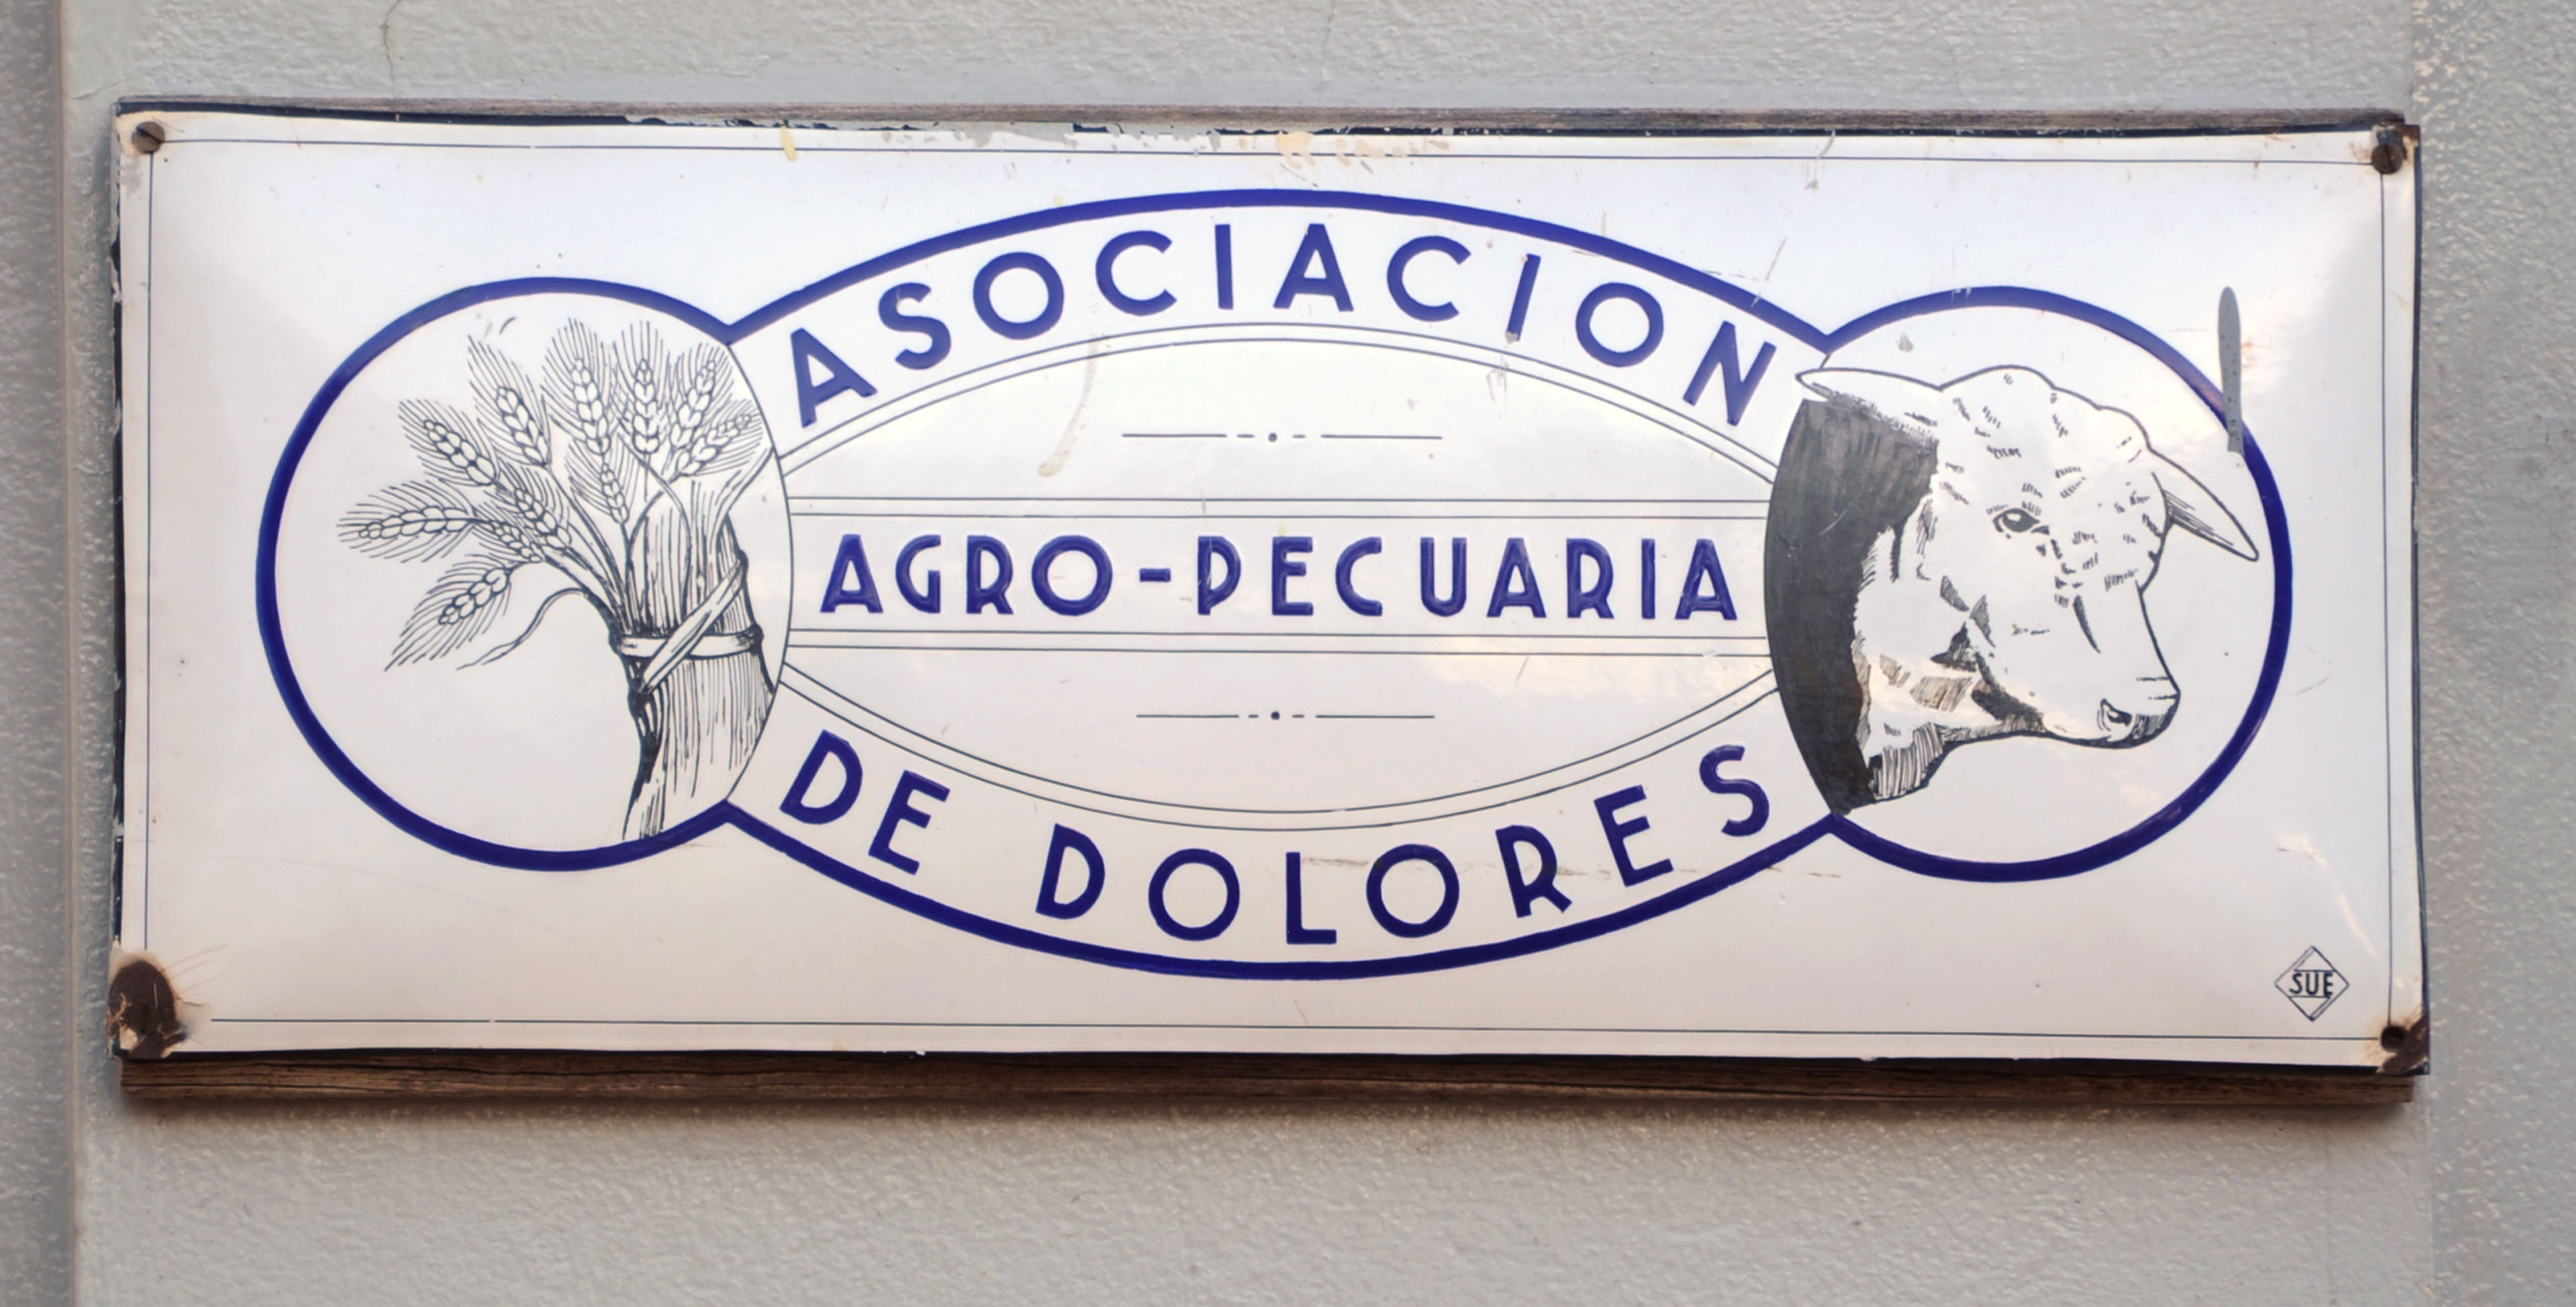 ASOCIACION
AGRO-PECUARIA
DE DOLORES
SUE